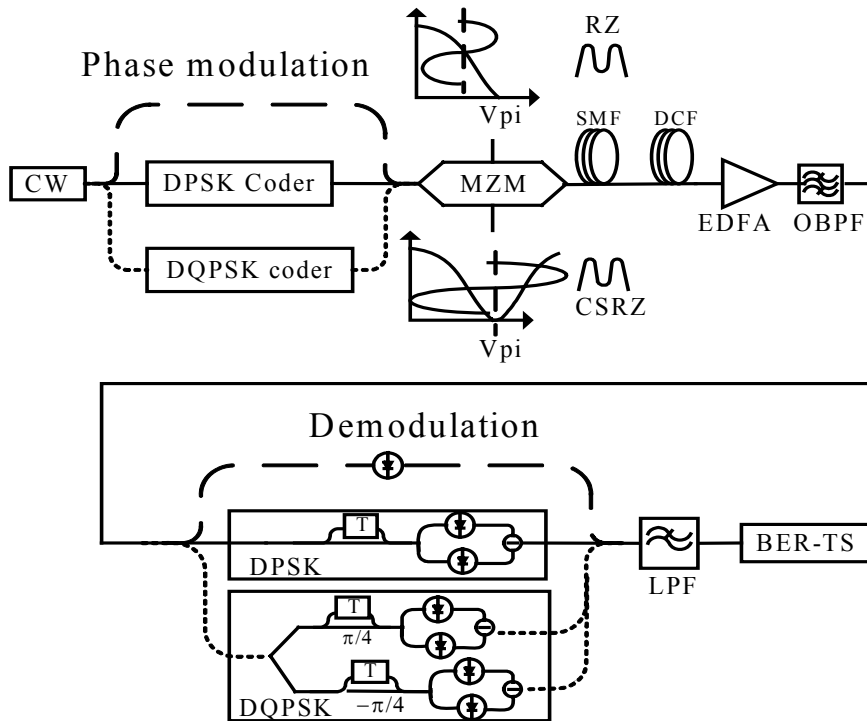 RZ
Phase modulation
Vpi
SMF
DCF
CW
DPSK Coder
MZM
EDFA
OBPF
DQPSK coder
CSRZ
Vpi
Demodulation
T
DPSK
LPF
BER-TS
T
π/4
T
−π/4
DQPSK